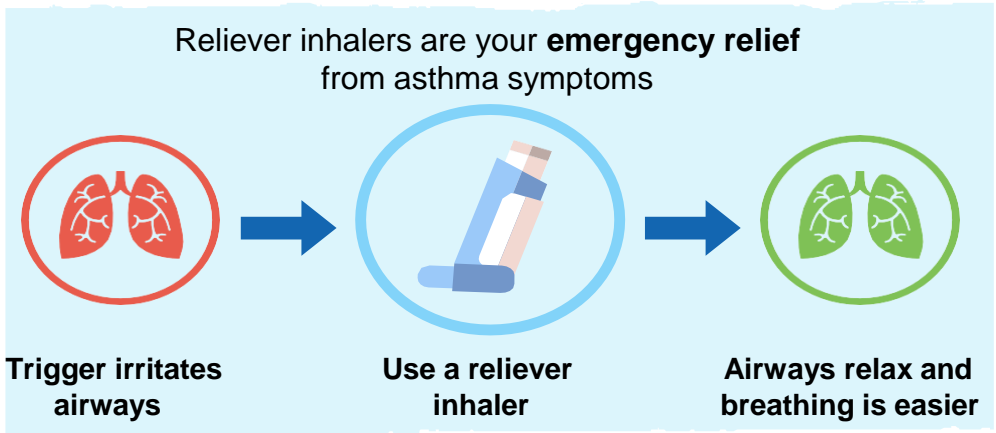 Reliever inhalers are your emergency relief
from asthma symptoms
Trigger irritates
airways
Use a reliever
inhaler
Airways relax and
breathing is easier